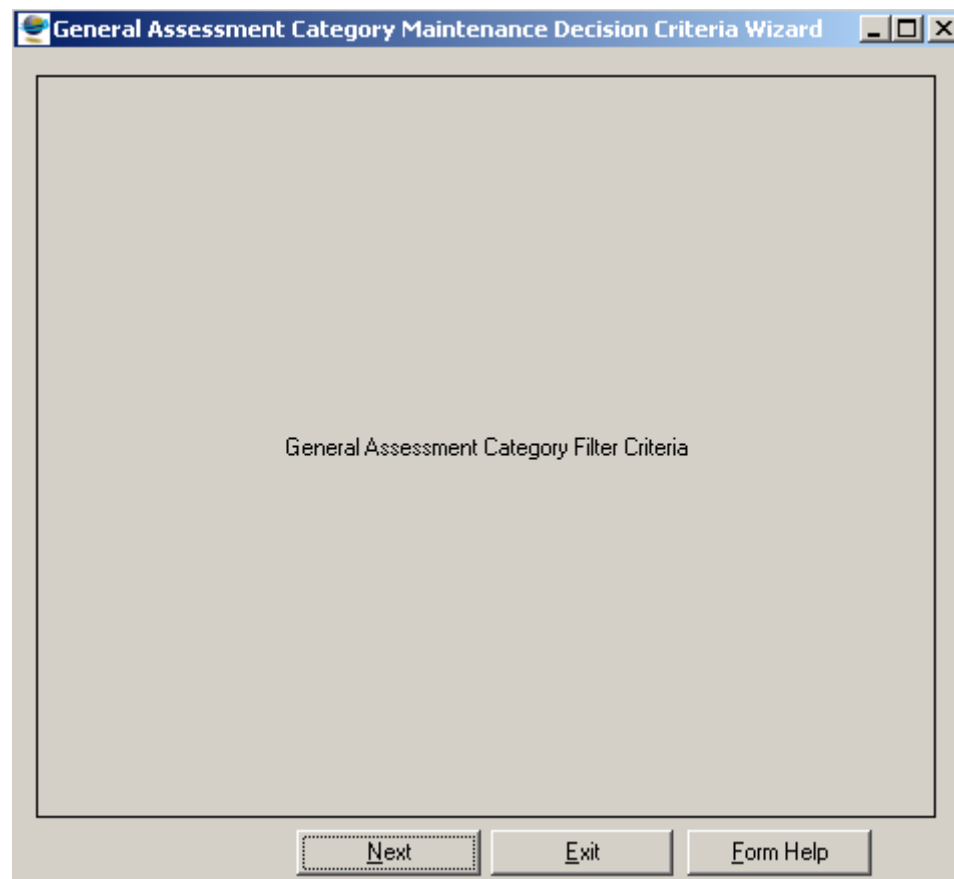 General Assessment Category Maintenance Decision Criteria Wizard
General Assessment Category Filter Criteria
Next Exit Form Help